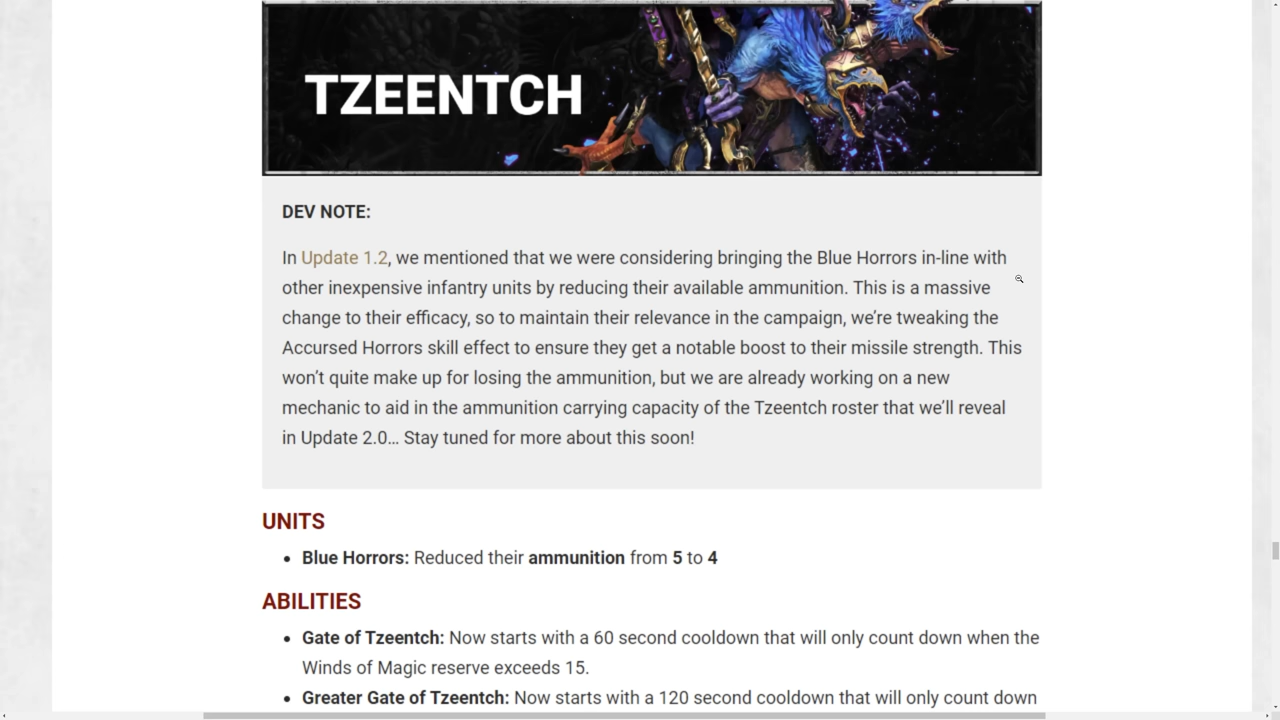 TZEENTCH
DEV NOTE:
In Update 1.2, we mentioned that we were considering bringing the Blue Horrors in-line with
other inexpensive infantry units by reducing their available ammunition. This is a massive
change to their efficacy, so to maintain their relevance in the campaign, we’re tweaking the
Accursed Horrors skill effect to ensure they get a notable boost to their missile strength. This
won’t quite make up for losing the ammunition, but we are already working on a new
mechanic to aid in the ammunition carrying capacity of the Tzeentch roster that we’ll reveal
in Update 2.0… Stay tuned for more about this soon!
UNITS
• Blue Horrors: Reduced their ammunition from 5 to 4
ABILITIES
• Gate of Tzeentch: Now starts with a 60 second cooldown that will only count down when the
Winds of Magic reserve exceeds 15.
• Greater Gate of Tzeentch: Now starts with a 120 second cooldown that will only count down